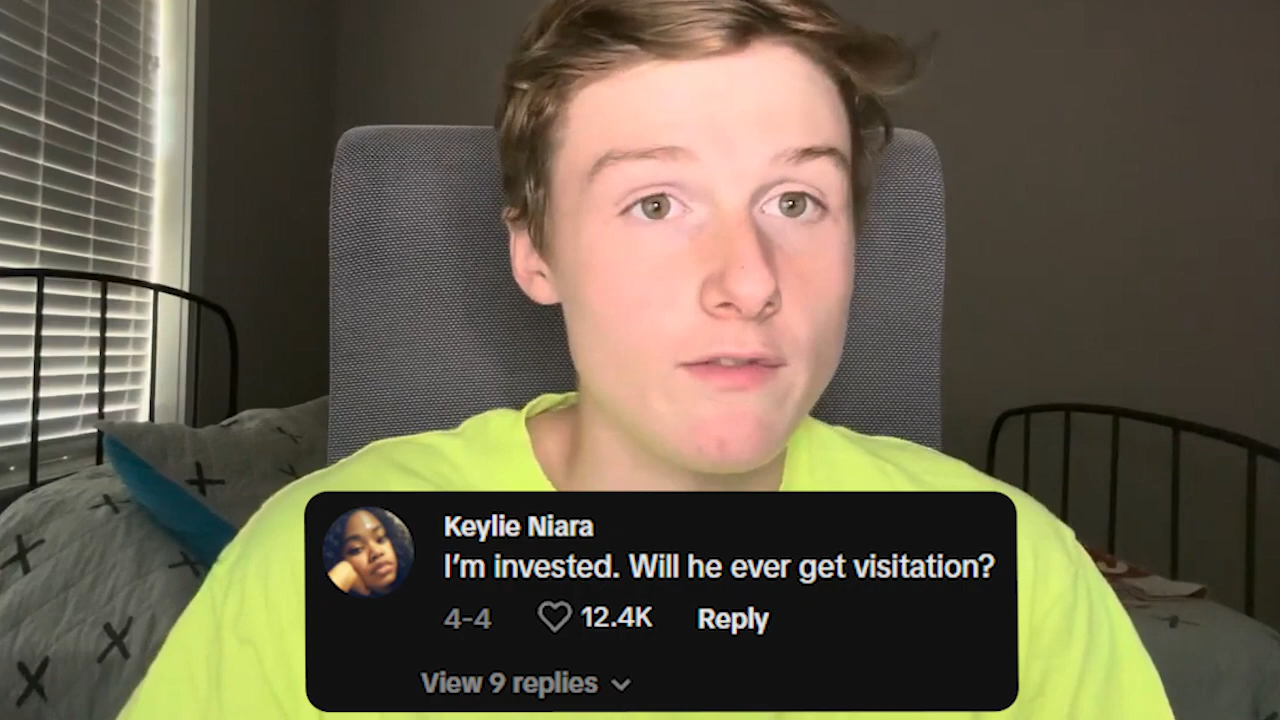 Keylie Niara
I'm invested. Will he ever get visitation?
4-4 12.4K Reply
View 9 replies